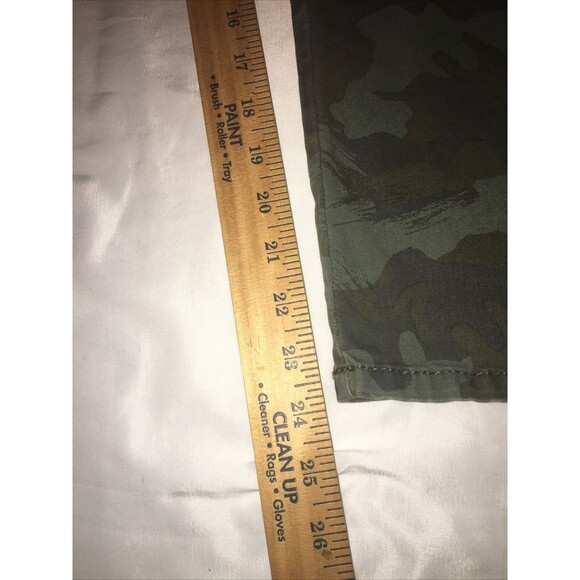 16
17
18
19
20
21
22
23
24
25
26
PAINT
• Brush • Roller • Tray
CLEAN UP
• Cleaner • Rags • Gloves